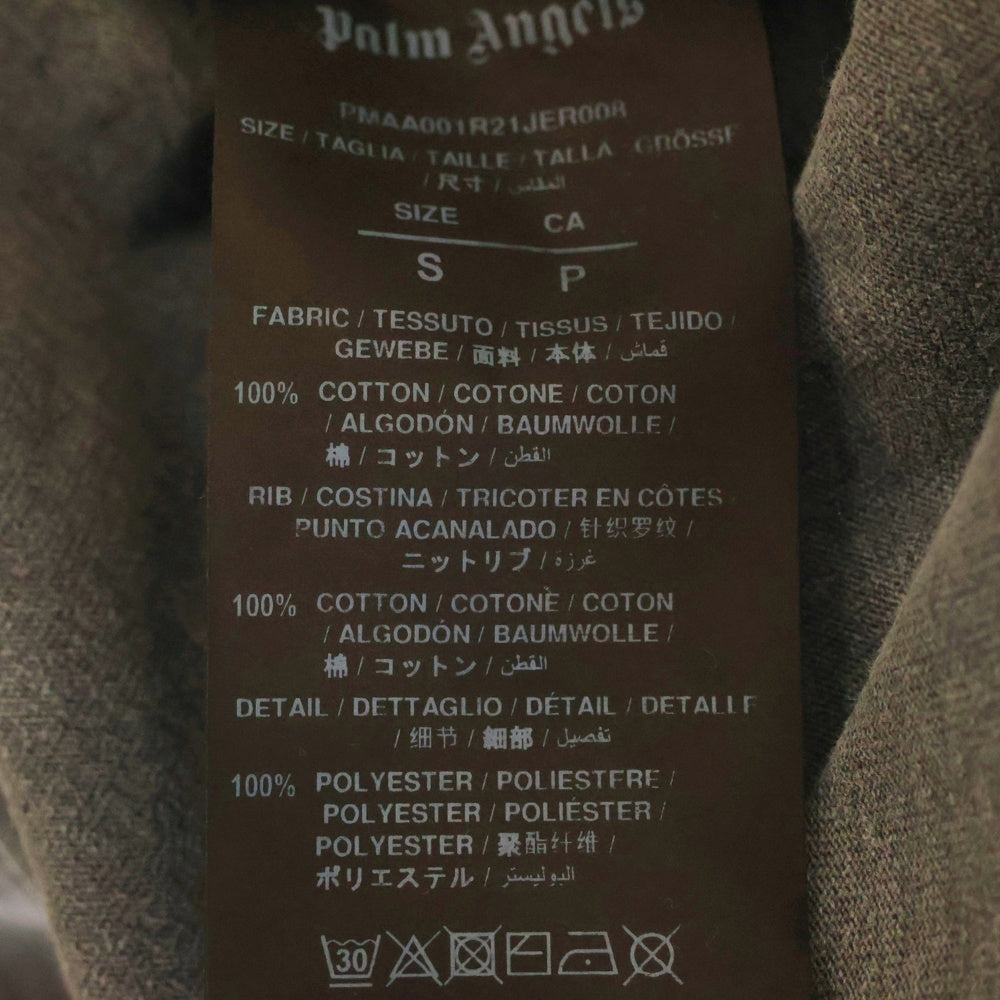 Palm Angels
PMAA001R21JER008
SIZE / TAGLIA / TAILLE / TALLA GRÖSSE
/ 尺寸 / المقاس
SIZE CA
S P
FABRIC / TESSUTO / TISSUS / TEJIDO /
GEWEBE / 面料 / 本体 / قماش
100% COTTON / COTONE / COTON
/ ALGODÓN / BAUMWOLLE /
棉 / コットン / القطن
RIB / COSTINA / TRICOTER EN CÔTES
PUNTO ACANALADO / 针织罗纹 /
ニットリブ / غرزة
100% COTTON / COTONE / COTON
/ ALGODÓN / BAUMWOLLE /
棉 / コットン / القطن
DETAIL / DETTAGLIO / DÉTAIL / DETALLE
/ 细节 / 細部 / تفصيل
100% POLYESTER / POLIESTERE /
POLYESTER / POLIÉSTER /
POLYESTER / 聚酯纤维 /
ポリエステル / البوليستر
30